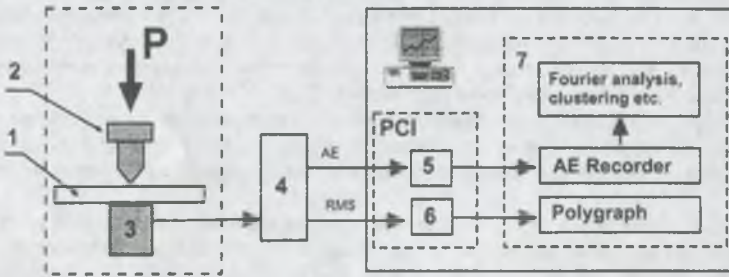 P
2
1
3
4
AE
RMS
PCI
5
6
7
Fourier analysis,
clustering etc.
AE Recorder
Polygraph